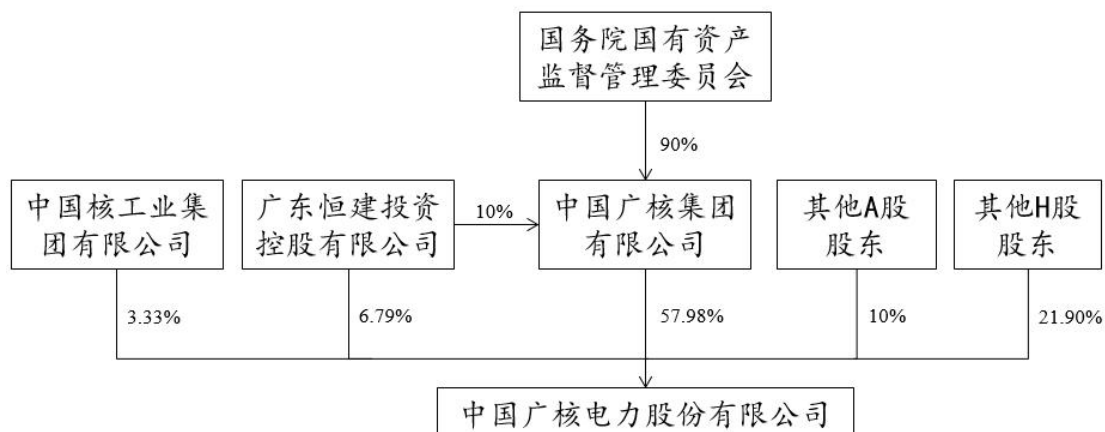 国务院国有资产
监督管理委员会
90%
中国核工业集
团有限公司
广东恒建投资
控股有限公司
10%
中国广核集团
有限公司
其他A股
股东
其他H股
股东
3.33%
6.79%
57.98%
10%
21.90%
中国广核电力股份有限公司